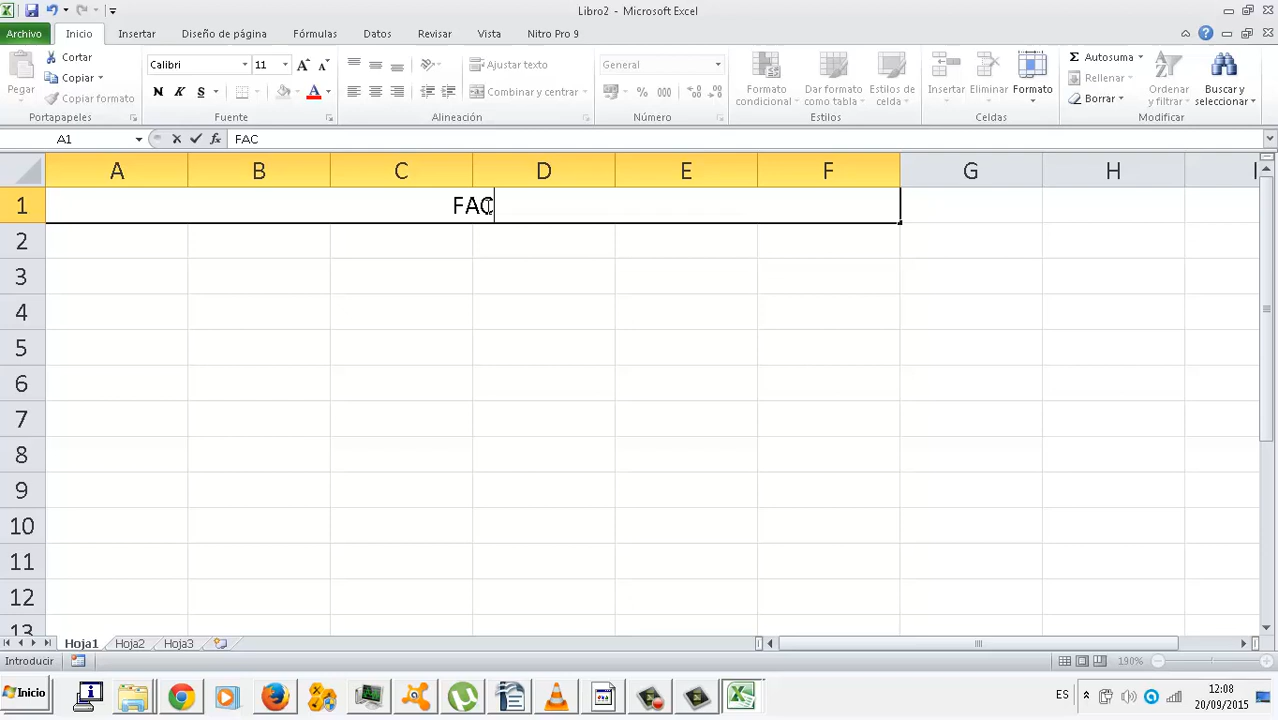 Libro2 - Microsoft Excel
Archivo Inicio Insertar Diseño de página Fórmulas Datos Revisar Vista Nitro Pro 9
Pegar
Cortar
Copiar
Copiar formato
Portapapeles
Calibri 11
N K S
Fuente
Ajustar texto
Combinar y centrar
Alineación
General
% 000
Número
Formato condicional
Dar formato como tabla
Estilos de celda
Estilos
Insertar
Eliminar
Formato
Celdas
Σ Autosuma
Rellenar
Borrar
Ordenar y filtrar
Buscar y seleccionar
Modificar
A1 fx FAC
A B C D E F G H I
1 FAC
2
3
4
5
6
7
8
9
10
11
12
13
Hoja1 Hoja2 Hoja3
Introducir 190%
Inicio ES 12:08
20/09/2015